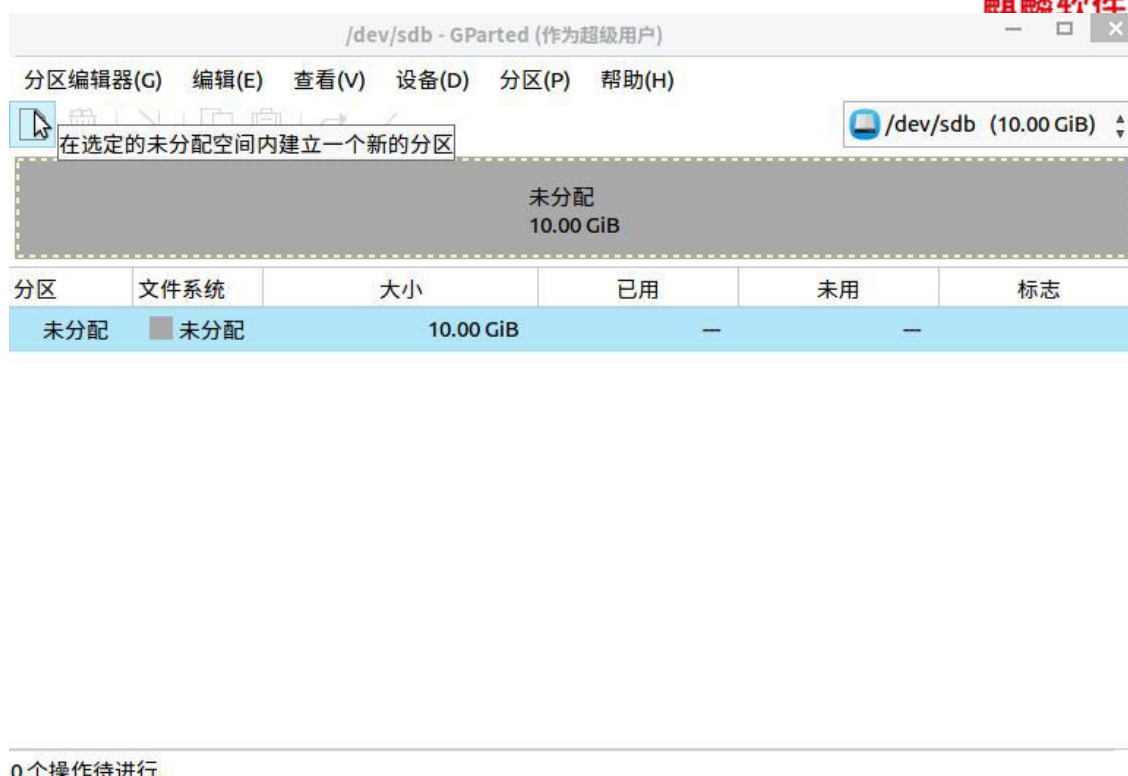 麒麟软件
/dev/sdb - GParted (作为超级用户)
分区编辑器(G) 编辑(E) 查看(V) 设备(D) 分区(P) 帮助(H)
/dev/sdb (10.00 GiB)
在选定的未分配空间内建立一个新的分区
未分配
10.00 GiB
分区 文件系统 大小 已用 未用 标志
未分配 未分配 10.00 GiB --- ---
0个操作待进行